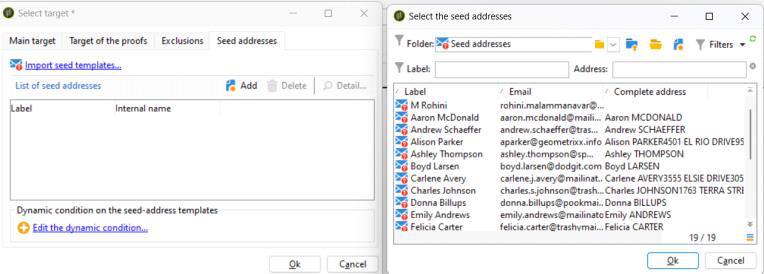 Select target *
Main target Target of the proofs Exclusions Seed addresses
Import seed templates...
List of seed addresses Add Delete Detail...
Label Internal name
Dynamic condition on the seed-address templates
Edit the dynamic condition...
Ok Cancel
Select the seed addresses
Folder: Seed addresses Filters
Label: Address:
Label Email Complete address
M Rohini rohini.malammanavar@...
Aaron McDonald aaron.mcdonald@maili... Aaron MCDONALD
Andrew Schaeffer andrew.schaeffer@tras... Andrew SCHAEFFER
Alison Parker aparker@geometrixx.info Alison PARKER4501 EL RIO DRIVE95
Ashley Thompson ashley.thompson@sp... Ashley THOMPSON
Boyd Larsen boyd.larsen@dodgit.com Boyd LARSEN
Carlene Avery carlene.j.avery@mailinat... Carlene AVERY3555 ELSIE DRIVE305
Charles Johnson charles.s.johnson@trash... Charles JOHNSON1763 TERRA STRE
Donna Billups donna.billups@pookmai... Donna BILLUPS
Emily Andrews emily.andrews@mailinato Emily ANDREWS
Felicia Carter felicia.carter@trashymai... Felicia CARTER
19 / 19
Ok Cancel